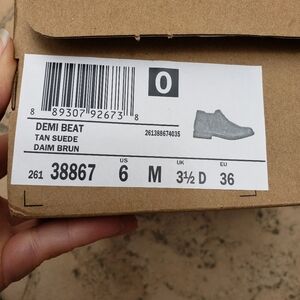 0
8 89307 92673 8
DEMI BEAT
TAN SUEDE
DAIM BRUN
261388674035
US UK EU
261 38867 6 M 3½ D 36